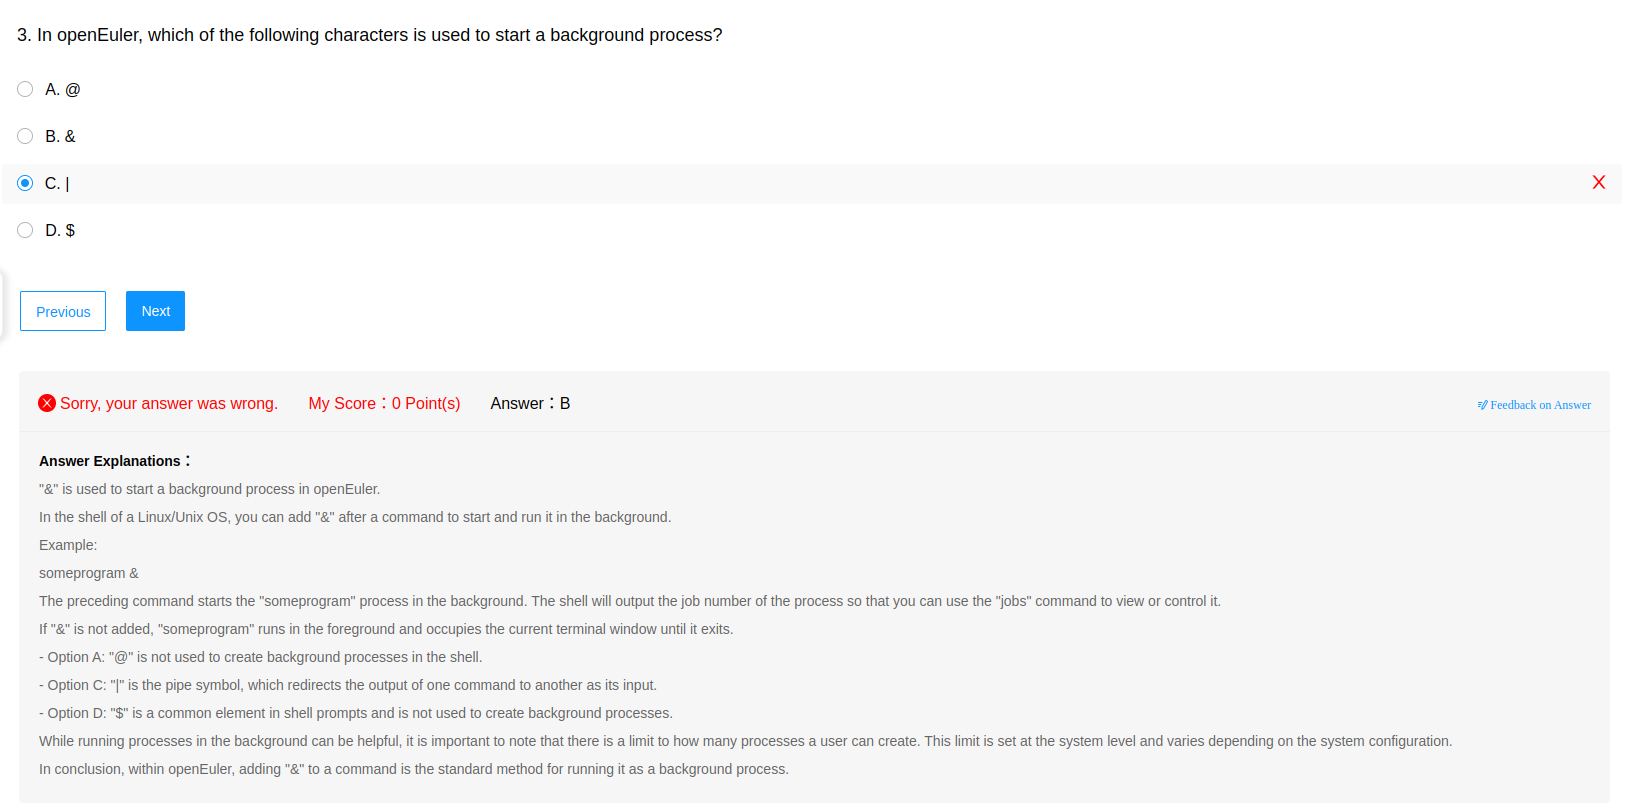 3. In openEuler, which of the following characters is used to start a background process?
A. @
B. &
C. |
X
D. $
Previous
Next
Sorry, your answer was wrong. My Score：0 Point(s) Answer：B
Feedback on Answer
Answer Explanations：
"&" is used to start a background process in openEuler.
In the shell of a Linux/Unix OS, you can add "&" after a command to start and run it in the background.
Example:
someprogram &
The preceding command starts the "someprogram" process in the background. The shell will output the job number of the process so that you can use the "jobs" command to view or control it.
If "&" is not added, "someprogram" runs in the foreground and occupies the current terminal window until it exits.
- Option A: "@" is not used to create background processes in the shell.
- Option C: "|" is the pipe symbol, which redirects the output of one command to another as its input.
- Option D: "$" is a common element in shell prompts and is not used to create background processes.
While running processes in the background can be helpful, it is important to note that there is a limit to how many processes a user can create. This limit is set at the system level and varies depending on the system configuration.
In conclusion, within openEuler, adding "&" to a command is the standard method for running it as a background process.